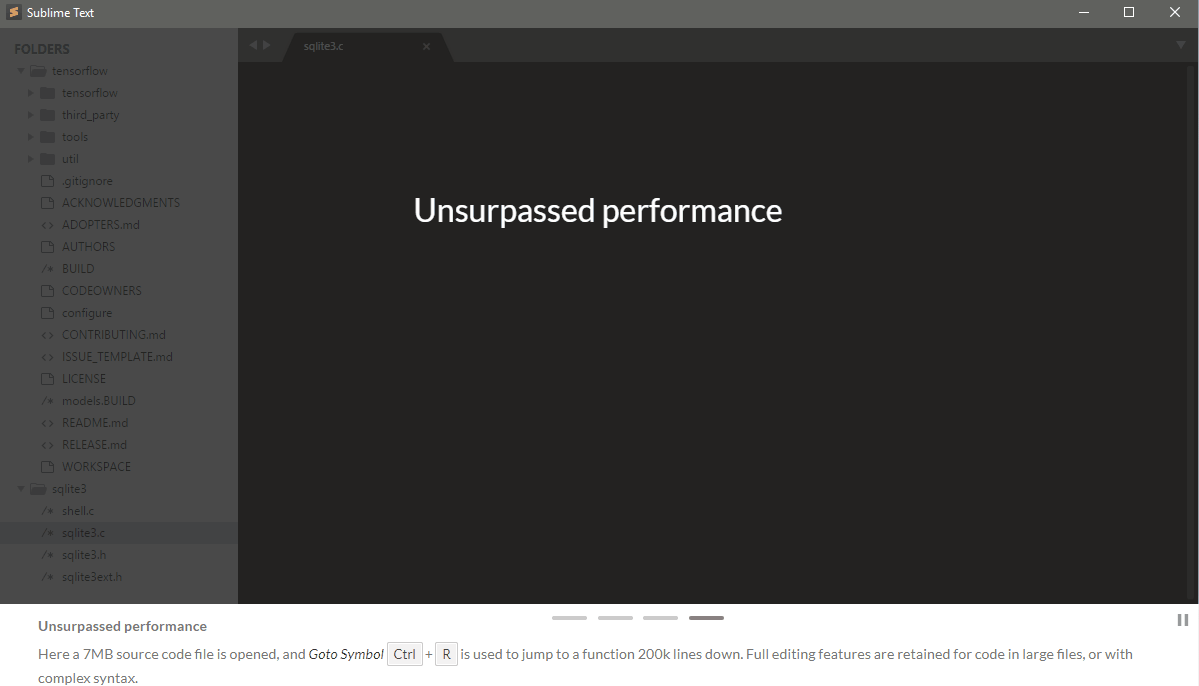 Sublime Text
FOLDERS
tensorflow
tensorflow
third_party
tools
util
.gitignore
ACKNOWLEDGMENTS
ADOPTERS.md
AUTHORS
/* BUILD
CODEOWNERS
configure
<> CONTRIBUTING.md
<> ISSUE_TEMPLATE.md
LICENSE
/* models.BUILD
<> README.md
<> RELEASE.md
WORKSPACE
sqlite3
/* shell.c
/* sqlite3.c
/* sqlite3.h
/* sqlite3ext.h
sqlite3.c
Unsurpassed performance
Unsurpassed performance
Here a 7MB source code file is opened, and Goto Symbol Ctrl + R is used to jump to a function 200k lines down. Full editing features are retained for code in large files, or with
complex syntax.